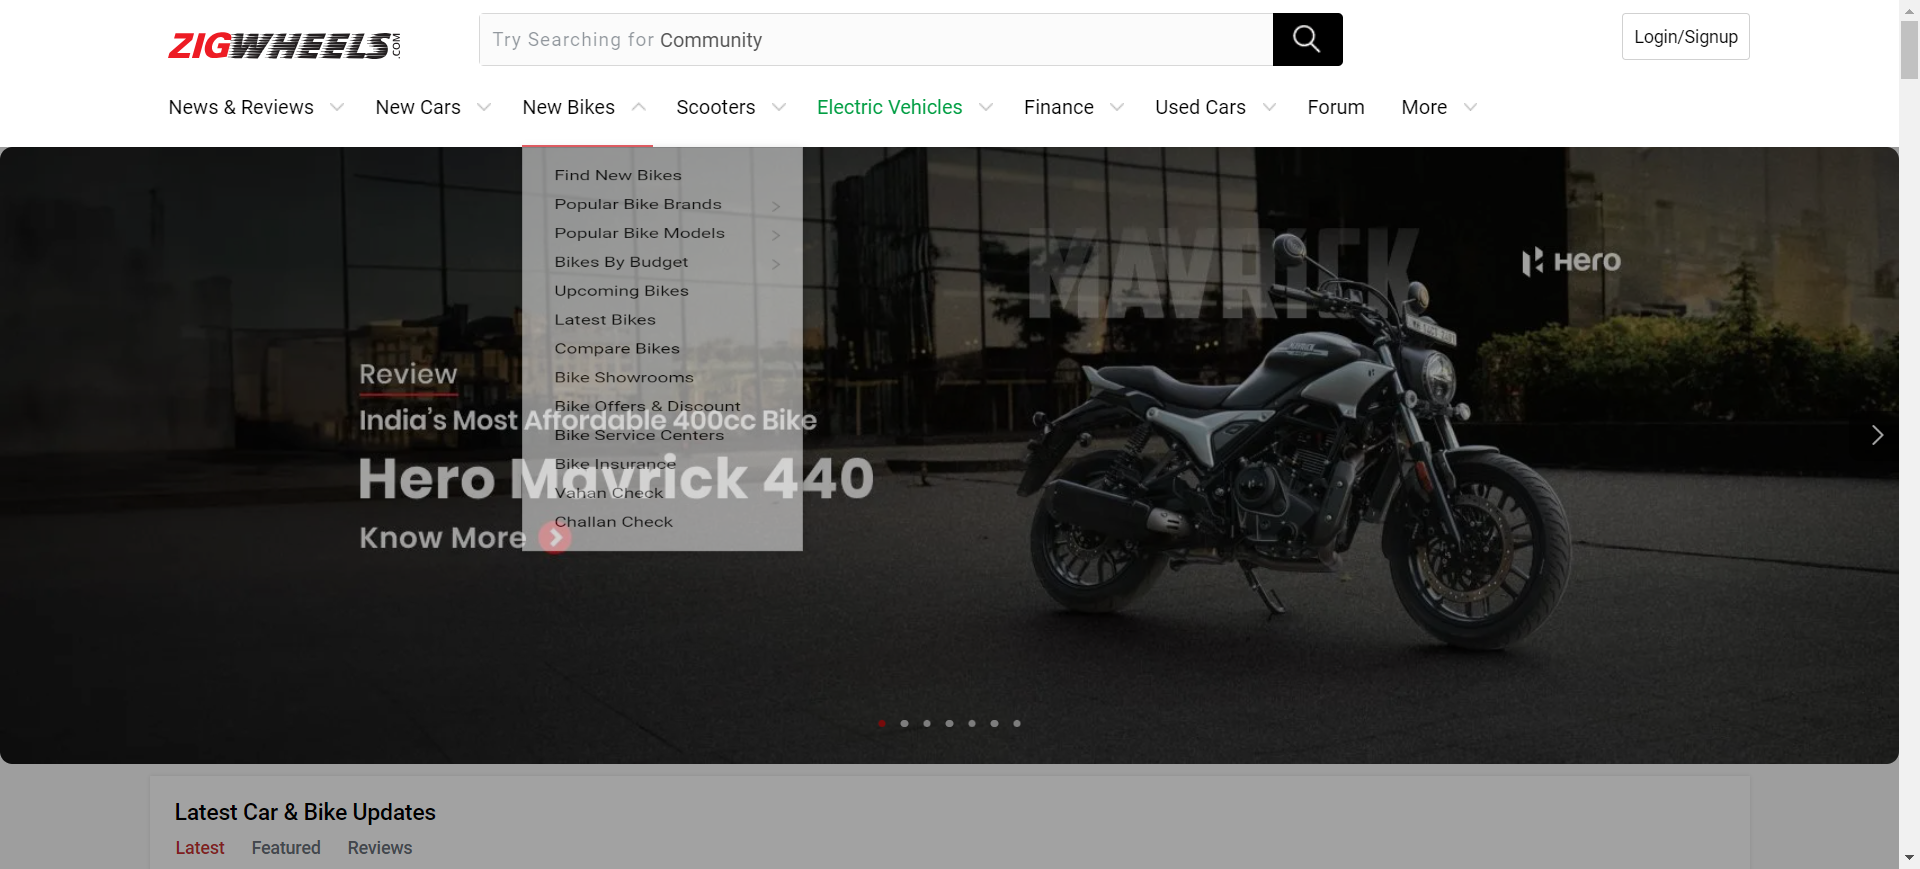 ZIGWHEELS.COM
Try Searching for Community
Login/Signup
News & Reviews
New Cars
New Bikes
Scooters
Electric Vehicles
Finance
Used Cars
Forum
More
Find New Bikes
Popular Bike Brands
Popular Bike Models
Bikes By Budget
Upcoming Bikes
Latest Bikes
Compare Bikes
Bike Showrooms
Bike Offers & Discount
Bike Service Centers
Bike Insurance
Vahan Check
Challan Check
Review
India's Most Affordable 400cc Bike
Hero Mavrick 440
Know More
MAVRICK
Hero
Latest Car & Bike Updates
Latest
Featured
Reviews